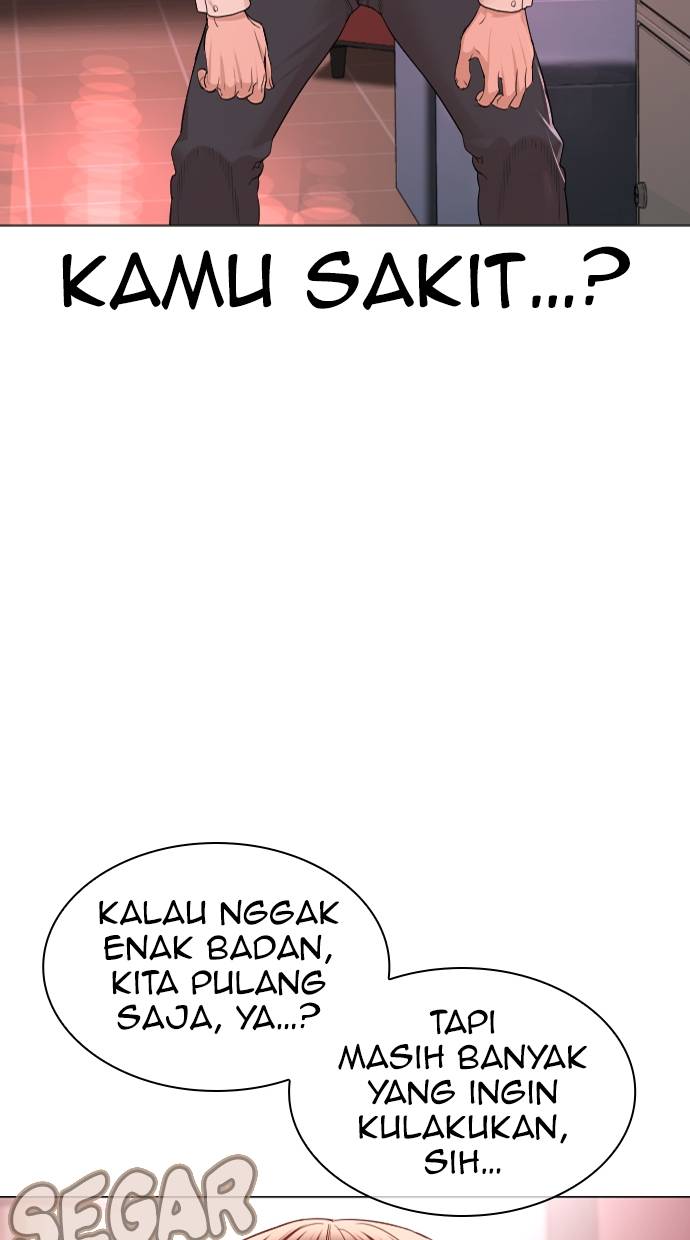 KAMU SAKIT...?
KALAU NGGAK
ENAK BADAN,
KITA PULANG
SAJA, YA...?
TAPI
MASIH BANYAK
YANG INGIN
KULAKUKAN,
SIH...
SEGAR